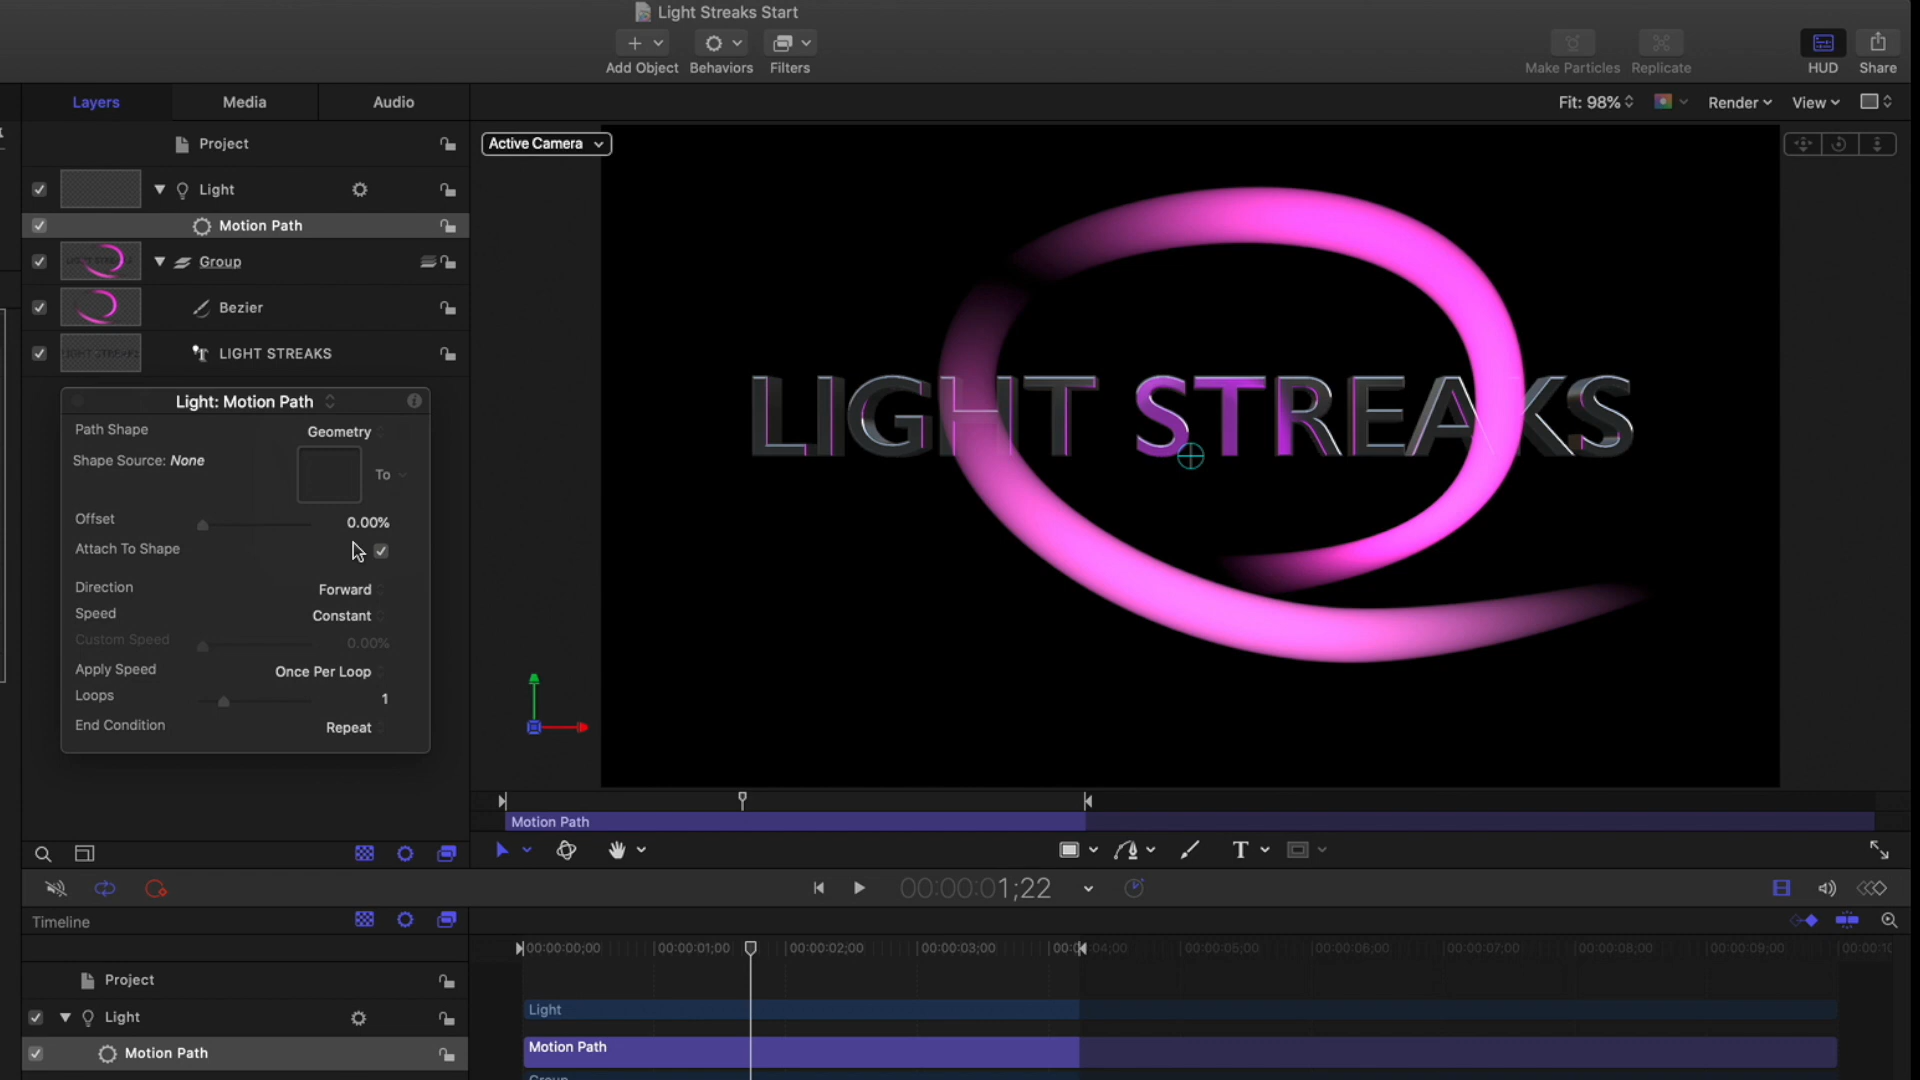 Light Streaks Start
Add Object
Behaviors
Filters
Make Particles
Replicate
HUD
Share
Layers
Media
Audio
Fit: 98%
Render
View
Project
Active Camera
Light
Motion Path
Group
Bezier
LIGHT STREAKS
LIGHT STREAKS
Light: Motion Path
Path Shape
Geometry
Shape Source: None
To
Offset
0.00%
Attach To Shape
Direction
Forward
Speed
Constant
Custom Speed
0.00%
Apply Speed
Once Per Loop
Loops
1
End Condition
Repeat
Motion Path
T
00:00:01;22
Timeline
00:00:00;00
00:00:01;00
00:00:02;00
00:00:03;00
00:00:05;00
00:00:06;00
00:00:07;00
00:00:08;00
00:00:09;00
Project
Light
Light
Motion Path
Motion Path
Group